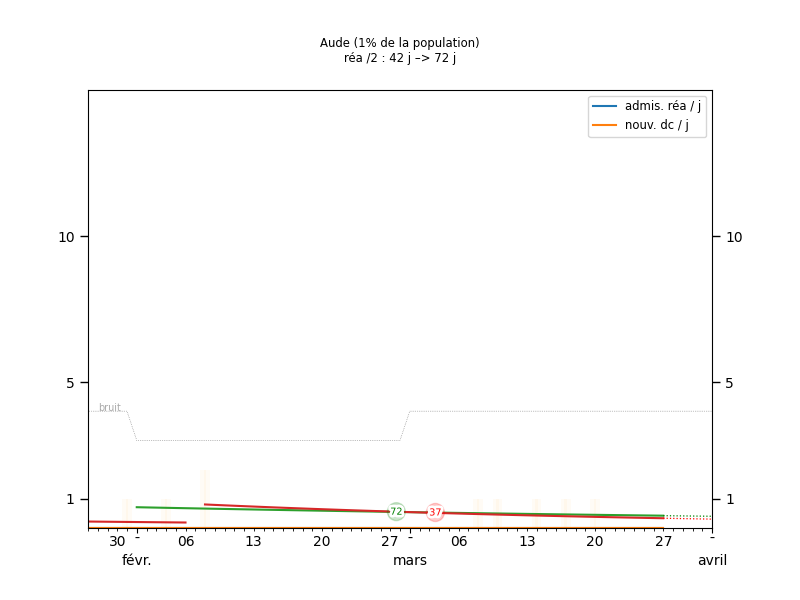 Aude (1% de la population)
réa /2 : 42 j –> 72 j
admis. réa / j
nouv. dc / j
10 10
5 5
bruit
1 1
72 37
30 - 06 13 20 27 - 06 13 20 27 -
févr. mars avril